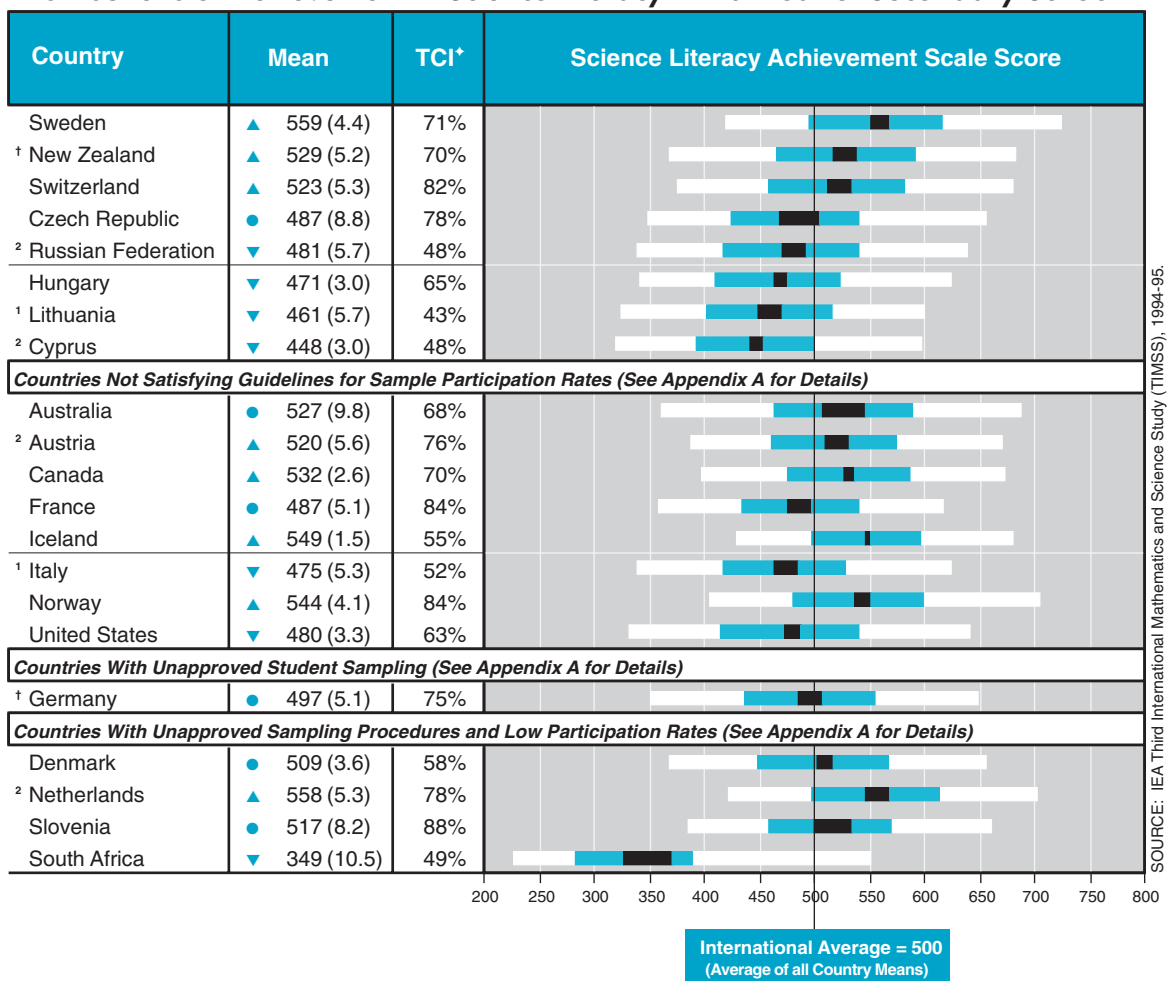 Country Mean TCI✦ Science Literacy Achievement Scale Score
Sweden ▲ 559 (4.4) 71%
† New Zealand ▲ 529 (5.2) 70%
Switzerland ▲ 523 (5.3) 82%
Czech Republic ● 487 (8.8) 78%
² Russian Federation ▼ 481 (5.7) 48%
Hungary ▼ 471 (3.0) 65%
¹ Lithuania ▼ 461 (5.7) 43%
² Cyprus ▼ 448 (3.0) 48%
Countries Not Satisfying Guidelines for Sample Participation Rates (See Appendix A for Details)
Australia ● 527 (9.8) 68%
² Austria ▲ 520 (5.6) 76%
Canada ▲ 532 (2.6) 70%
France ● 487 (5.1) 84%
Iceland ▲ 549 (1.5) 55%
¹ Italy ▼ 475 (5.3) 52%
Norway ▲ 544 (4.1) 84%
United States ▼ 480 (3.3) 63%
Countries With Unapproved Student Sampling (See Appendix A for Details)
† Germany ● 497 (5.1) 75%
Countries With Unapproved Sampling Procedures and Low Participation Rates (See Appendix A for Details)
Denmark ● 509 (3.6) 58%
² Netherlands ▲ 558 (5.3) 78%
Slovenia ● 517 (8.2) 88%
South Africa ▼ 349 (10.5) 49%
200 250 300 350 400 450 500 550 600 650 700 750 800
International Average = 500
(Average of all Country Means)
SOURCE: IEA Third International Mathematics and Science Study (TIMSS), 1994-95.